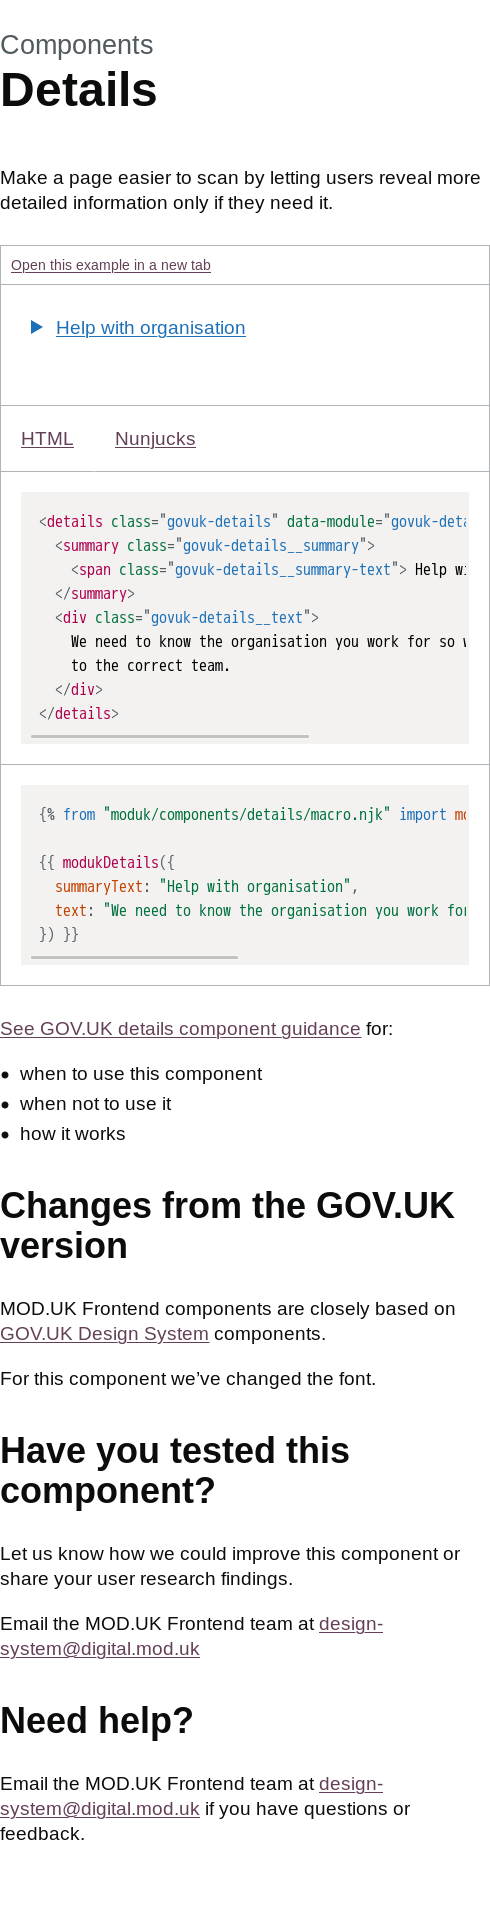 Components
Details
Make a page easier to scan by letting users reveal more
detailed information only if they need it.
Open this example in a new tab
Help with organisation
HTML Nunjucks
<details class="govuk-details" data-module="govuk-deta
<summary class="govuk-details__summary">
<span class="govuk-details__summary-text"> Help wi
</summary>
<div class="govuk-details__text">
We need to know the organisation you work for so w
to the correct team.
</div>
</details>
{% from "moduk/components/details/macro.njk" import mo
{{ modukDetails({
summaryText: "Help with organisation",
text: "We need to know the organisation you work for
}) }}
See GOV.UK details component guidance for:
• when to use this component
• when not to use it
• how it works
Changes from the GOV.UK
version
MOD.UK Frontend components are closely based on
GOV.UK Design System components.
For this component we’ve changed the font.
Have you tested this
component?
Let us know how we could improve this component or
share your user research findings.
Email the MOD.UK Frontend team at design-
system@digital.mod.uk
Need help?
Email the MOD.UK Frontend team at design-
system@digital.mod.uk if you have questions or
feedback.